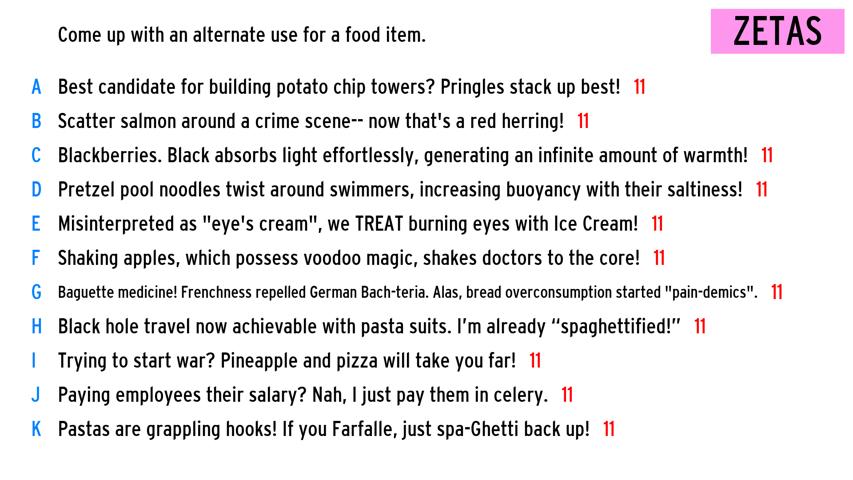 ZETAS
Come up with an alternate use for a food item.
A Best candidate for building potato chip towers? Pringles stack up best! 11
B Scatter salmon around a crime scene-- now that's a red herring! 11
C Blackberries. Black absorbs light effortlessly, generating an infinite amount of warmth! 11
D Pretzel pool noodles twist around swimmers, increasing buoyancy with their saltiness! 11
E Misinterpreted as "eye's cream", we TREAT burning eyes with Ice Cream! 11
F Shaking apples, which possess voodoo magic, shakes doctors to the core! 11
G Baguette medicine! Frenchness repelled German Bach-teria. Alas, bread overconsumption started "pain-demics". 11
H Black hole travel now achievable with pasta suits. I’m already “spaghettified!” 11
I Trying to start war? Pineapple and pizza will take you far! 11
J Paying employees their salary? Nah, I just pay them in celery. 11
K Pastas are grappling hooks! If you Farfalle, just spa-Ghetti back up! 11